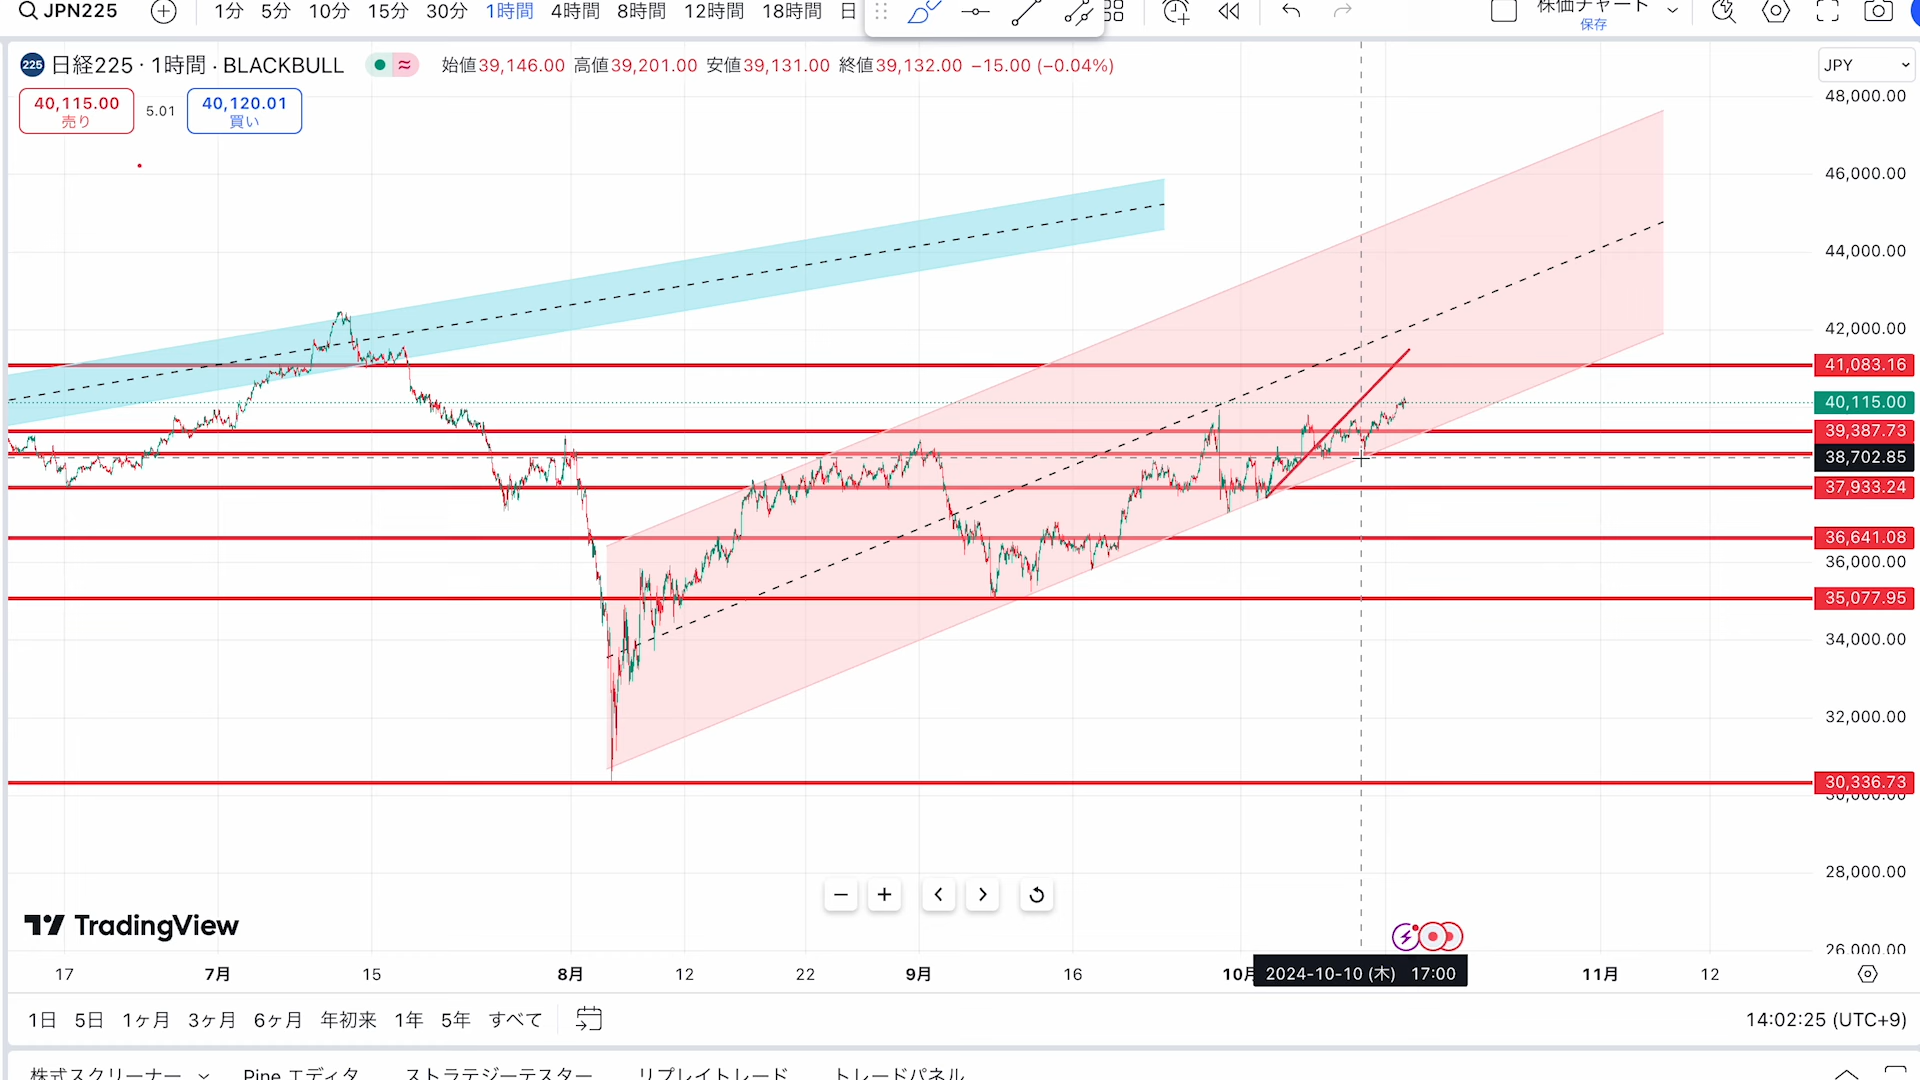 JPN225 1分 5分 10分 15分 30分 1時間 4時間 8時間 12時間 18時間 日 株価チャート
保存
225 日経225 · 1時間 · BLACKBULL 始値39,146.00 高値39,201.00 安値39,131.00 終値39,132.00 −15.00 (−0.04%) JPY
40,115.00 5.01 40,120.01
売り 買い
48,000.00
46,000.00
44,000.00
42,000.00
41,083.16
40,115.00
39,387.73
38,702.85
37,933.24
36,641.08
36,000.00
35,077.95
34,000.00
32,000.00
30,336.73
30,000.00
28,000.00
TradingView
26,000.00
17 7月 15 8月 12 22 9月 16 10月 2024-10-10 (木) 17:00 11月 12
1日 5日 1ヶ月 3ヶ月 6ヶ月 年初来 1年 5年 すべて 14:02:25 (UTC+9)
株式スクリーナー Pine エディタ ストラテジーテスター リプレイトレード トレードパネル